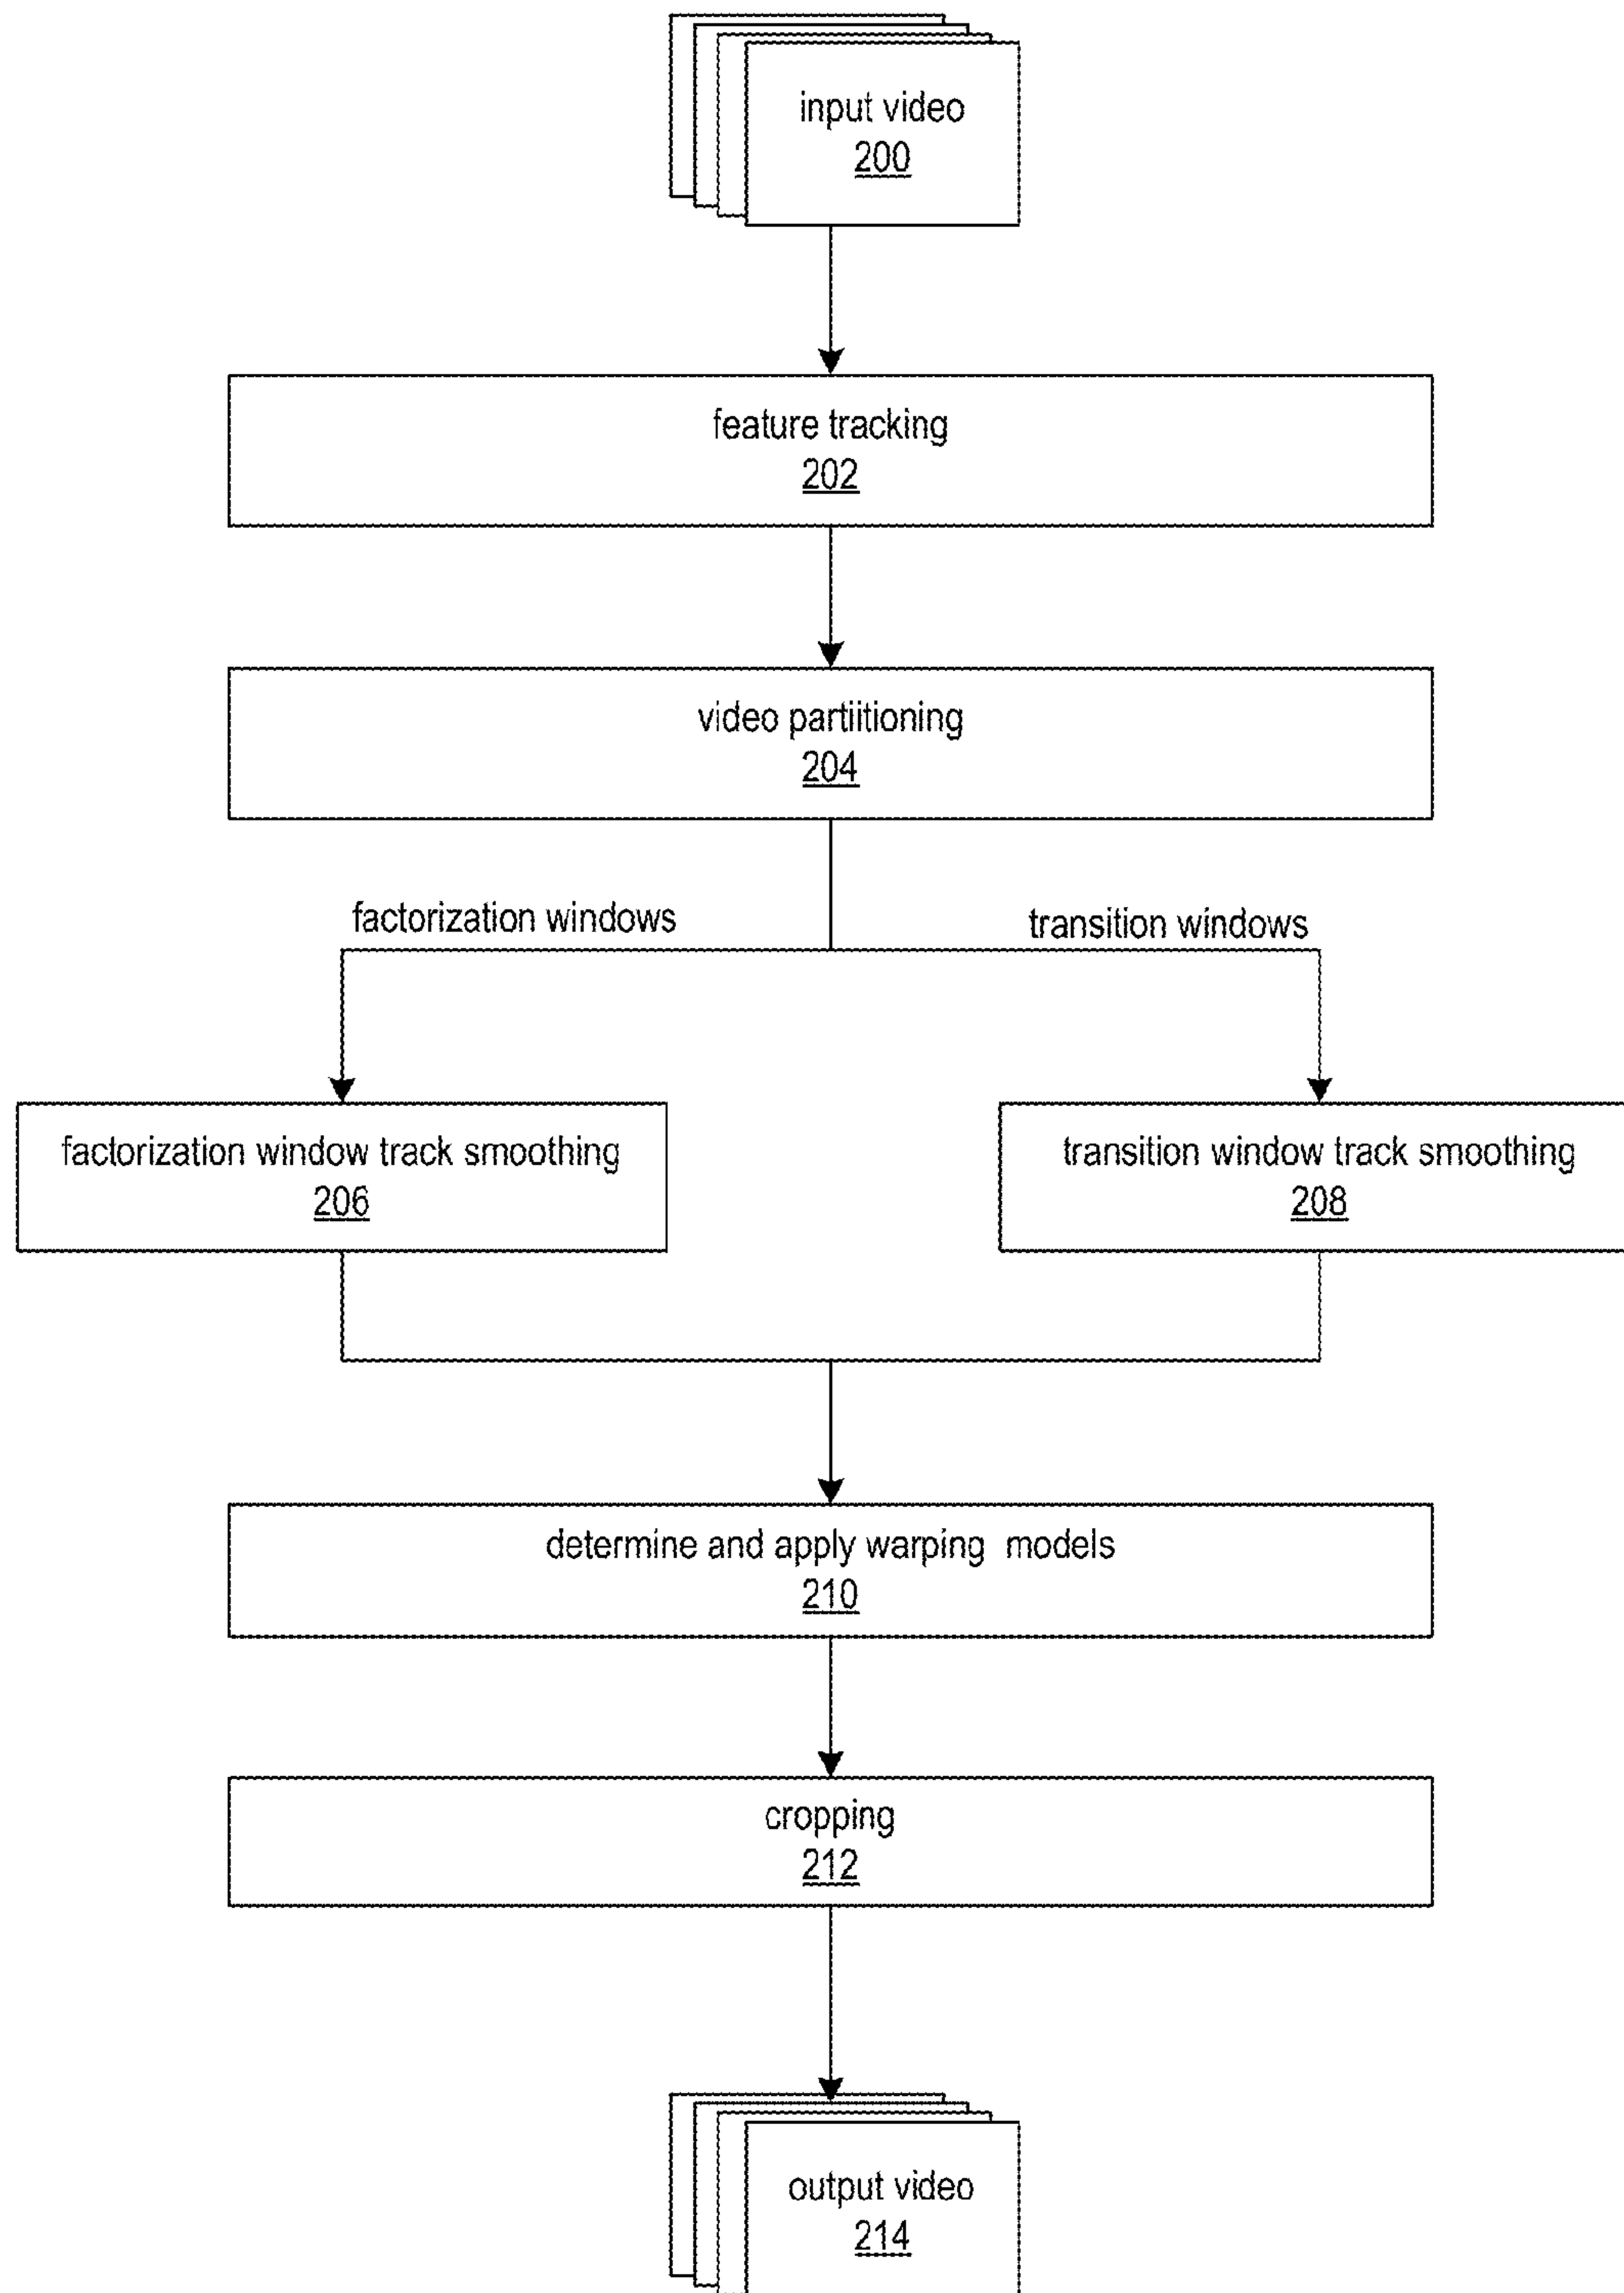 input video
200
feature tracking
202
video partiitioning
204
factorization windows
transition windows
factorization window track smoothing
206
transition window track smoothing
208
determine and apply warping models
210
cropping
212
output video
214